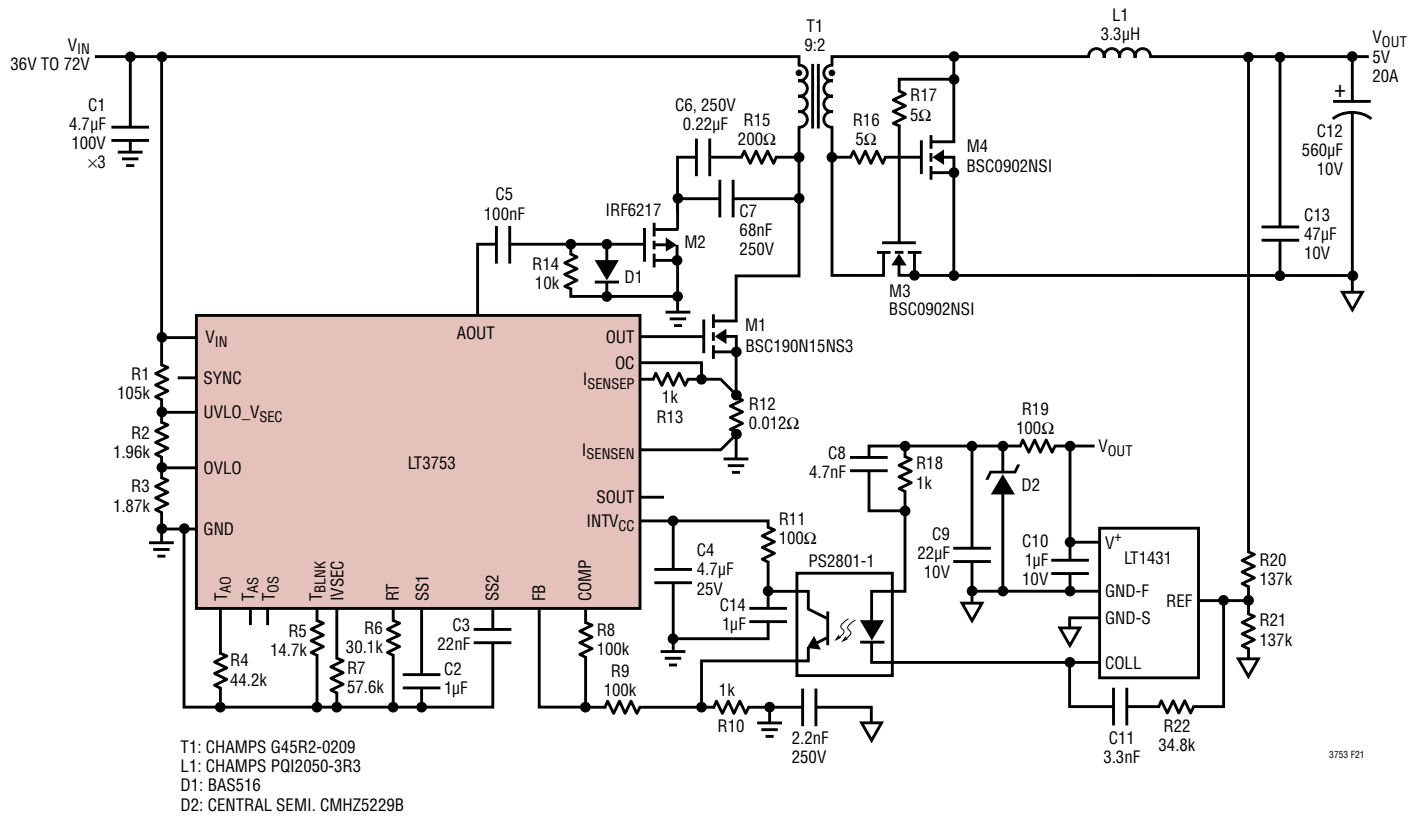 VIN
36V TO 72V
C1
4.7µF
100V
×3
T1
9:2
L1
3.3µH
VOUT
5V
20A
C6, 250V
0.22µF
R15
200Ω
R16
5Ω
R17
5Ω
M4
BSC0902NSI
+
C12
560µF
10V
C13
47µF
10V
C5
100nF
IRF6217
M2
C7
68nF
250V
R14
10k
D1
M3
BSC0902NSI
M1
BSC190N15NS3
VIN
AOUT
OUT
OC
ISENSEP
1k
R13
R12
0.012Ω
ISENSEN
R1
105k
SYNC
UVLO_VSEC
R2
1.96k
OVLO
R3
1.87k
GND
LT3753
SOUT
INTVCC
TAO
TAS
TOS
TBLNK
IVSEC
RT
SS1
SS2
FB
COMP
R4
44.2k
R5
14.7k
R7
57.6k
R6
30.1k
C2
1µF
C3
22nF
R8
100k
R9
100k
1k
R10
2.2nF
250V
C4
4.7µF
25V
R11
100Ω
C14
1µF
PS2801-1
C8
4.7nF
R18
1k
R19
100Ω
VOUT
D2
C9
22µF
10V
C10
1µF
10V
V+
LT1431
GND-F
REF
GND-S
COLL
R20
137k
R21
137k
C11
3.3nF
R22
34.8k
T1: CHAMPS G45R2-0209
L1: CHAMPS PQI2050-3R3
D1: BAS516
D2: CENTRAL SEMI. CMHZ5229B
3753 F21